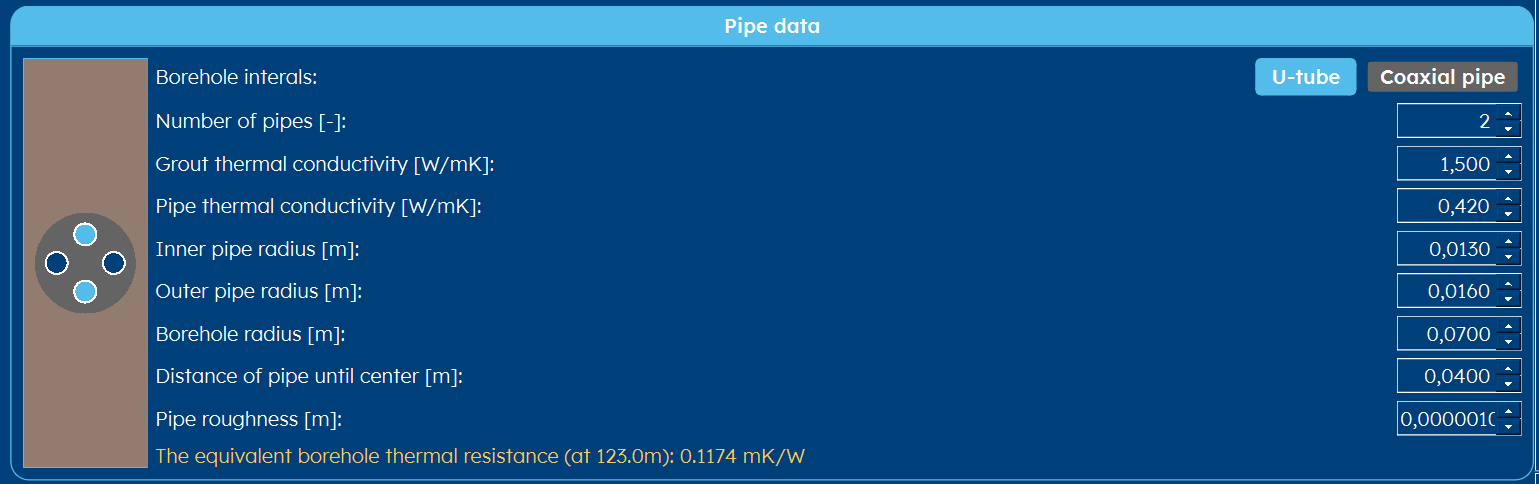 Pipe data
Borehole interals: U-tube Coaxial pipe
Number of pipes [-]: 2
Grout thermal conductivity [W/mK]: 1,500
Pipe thermal conductivity [W/mK]: 0,420
Inner pipe radius [m]: 0,0130
Outer pipe radius [m]: 0,0160
Borehole radius [m]: 0,0700
Distance of pipe until center [m]: 0,0400
Pipe roughness [m]: 0,0000010
The equivalent borehole thermal resistance (at 123.0m): 0.1174 mK/W